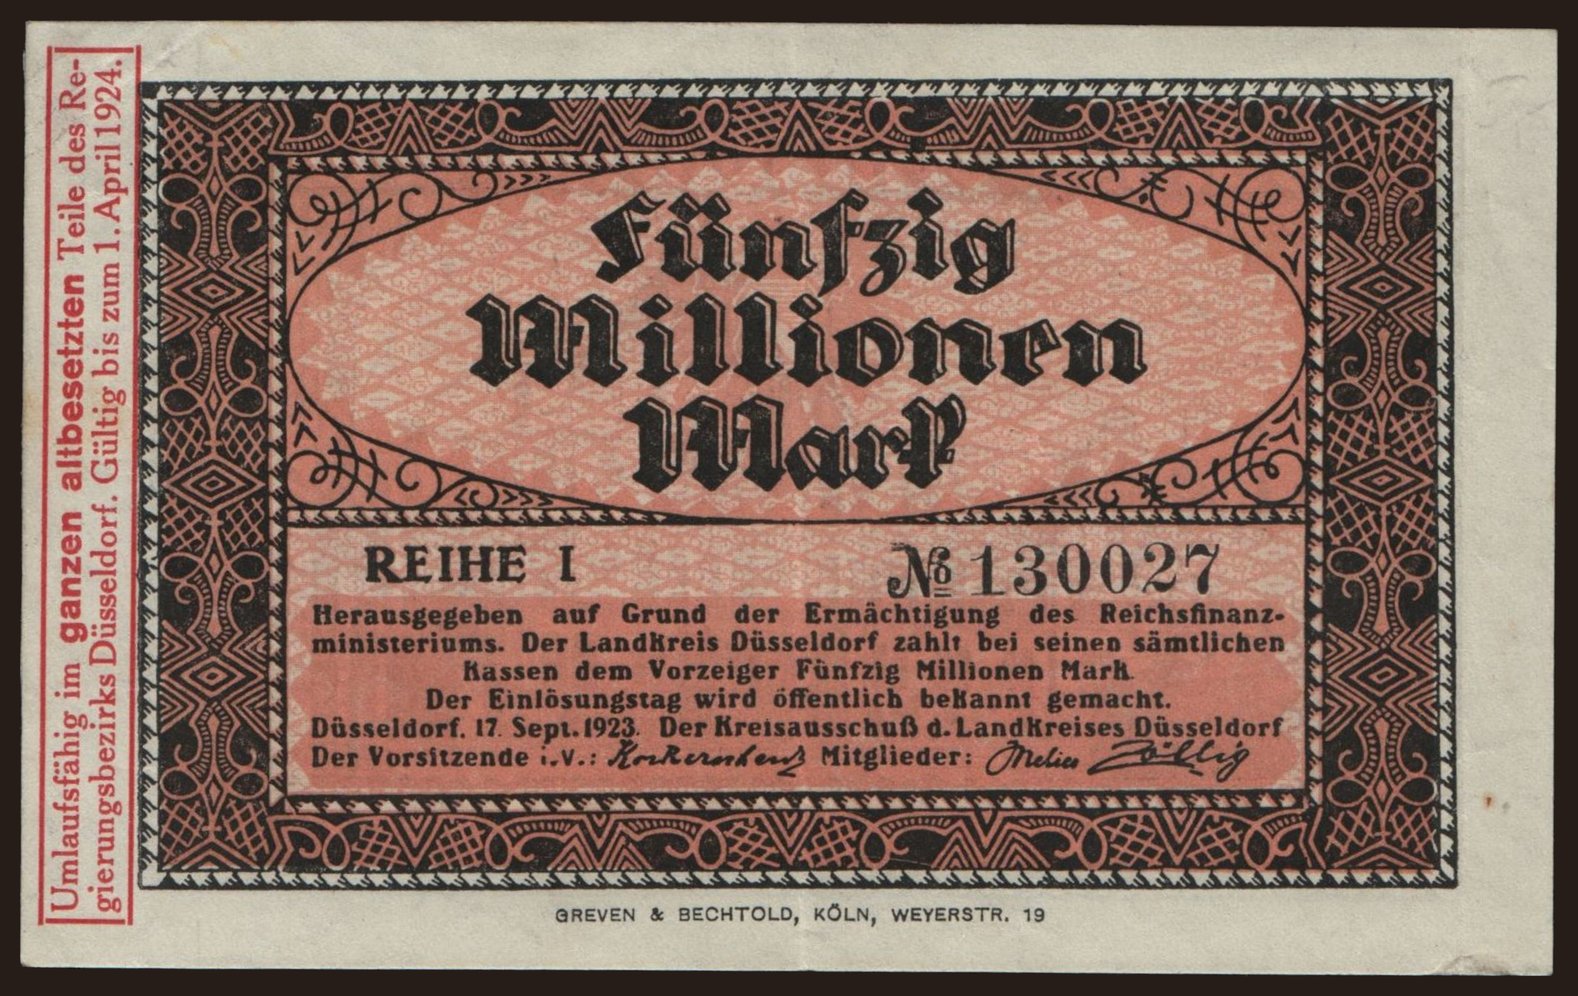 Umlaufsfähig im ganzen altbesetzten Teile des Re-
gierungsbezirks Düsseldorf. Gültig bis zum 1. April 1924.
Fünfzig
Millionen
Mark
REIHE I
№ 130027
Herausgegeben auf Grund der Ermächtigung des Reichsfinanz-
ministeriums. Der Landkreis Düsseldorf zahlt bei seinen sämtlichen
Kassen dem Vorzeiger Fünfzig Millionen Mark.
Der Einlösungstag wird öffentlich bekannt gemacht.
Düsseldorf, 17. Sept. 1923. Der Kreisausschuß d. Landkreises Düsseldorf
Der Vorsitzende i.V.: Mitglieder:
GREVEN & BECHTOLD, KÖLN, WEYERSTR. 19